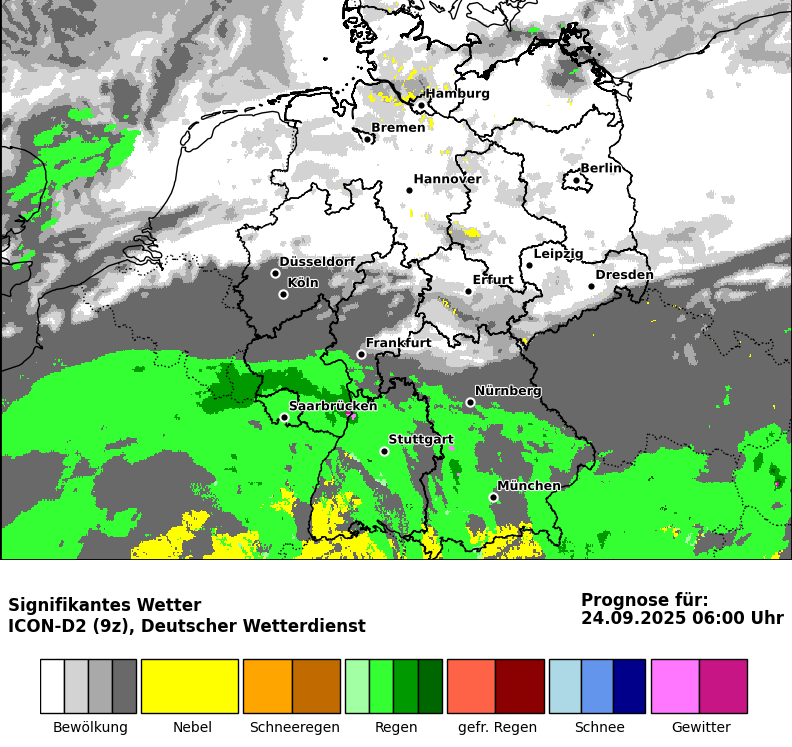 Hamburg
Bremen
Berlin
Hannover
Leipzig
Düsseldorf
Dresden
Köln
Erfurt
Frankfurt
Nürnberg
Saarbrücken
Stuttgart
München
Signifikantes Wetter
ICON-D2 (9z), Deutscher Wetterdienst
Prognose für:
24.09.2025 06:00 Uhr
Bewölkung Nebel Schneeregen Regen gefr. Regen Schnee Gewitter